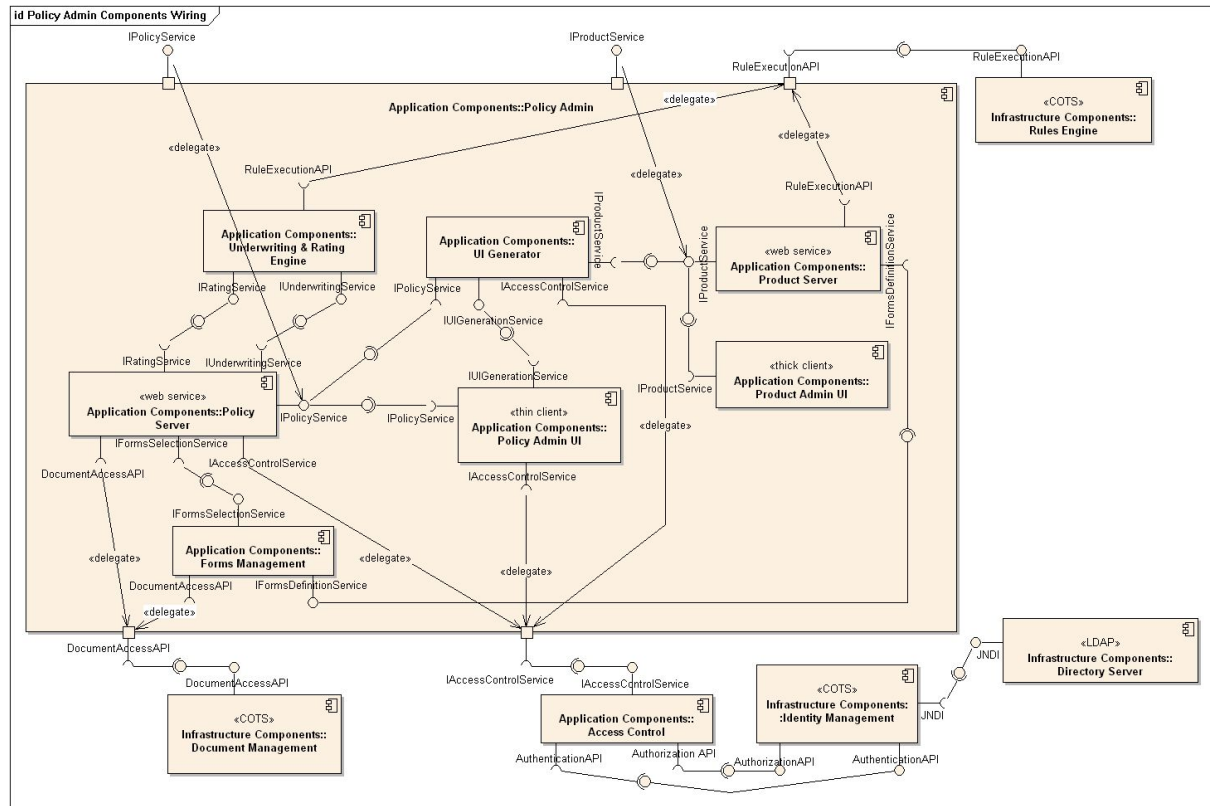 id Policy Admin Components Wiring
IPolicyService
IProductService
RuleExecutionAPI
RuleExecutionAPI
«COTS»
Infrastructure Components::
Rules Engine
Application Components::Policy Admin
«delegate»
«delegate»
«delegate»
«delegate»
RuleExecutionAPI
RuleExecutionAPI
Application Components::
Underwriting & Rating
Engine
Application Components::
UI Generator
IProductService
IProductService
«web service»
Application Components::
Product Server
IFormsDefinitionService
IRatingService
IUnderwritingService
IPolicyService
IAccessControlService
IUIGenerationService
IRatingService
IUnderwritingService
IUIGenerationService
IProductService
«thick client»
Application Components::
Product Admin UI
«web service»
Application Components::Policy
Server
IPolicyService
IPolicyService
«thin client»
Application Components::
Policy Admin UI
«delegate»
IFormsSelectionService
DocumentAccessAPI
IAccessControlService
IAccessControlService
IFormsSelectionService
Application Components::
Forms Management
«delegate»
«delegate»
«delegate»
DocumentAccessAPI
IFormsDefinitionService
«delegate»
DocumentAccessAPI
DocumentAccessAPI
IAccessControlService
IAccessControlService
«COTS»
Infrastructure Components::
Document Management
Application Components::
Access Control
«COTS»
Infrastructure Components:
:Identity Management
JNDI
JNDI
«LDAP»
Infrastructure Components::
Directory Server
AuthenticationAPI
Authorization API
AuthorizationAPI
AuthenticationAPI